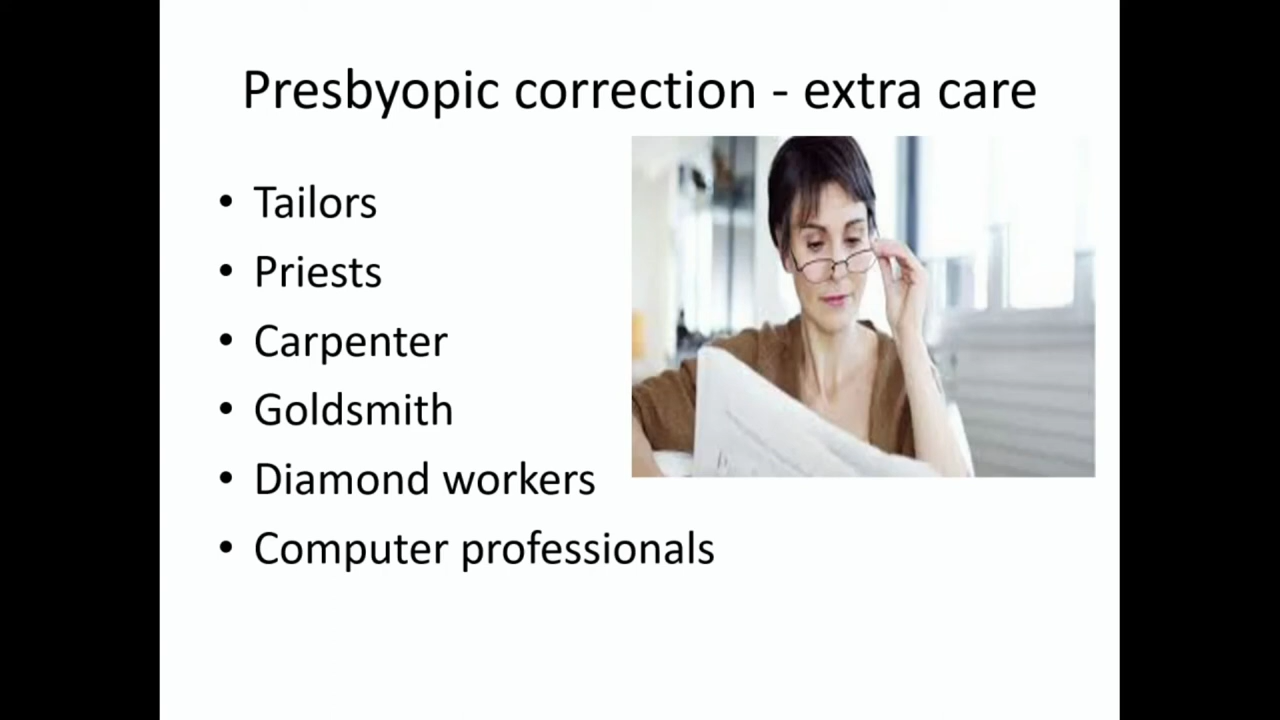 Presbyopic correction - extra care
• Tailors
• Priests
• Carpenter
• Goldsmith
• Diamond workers
• Computer professionals